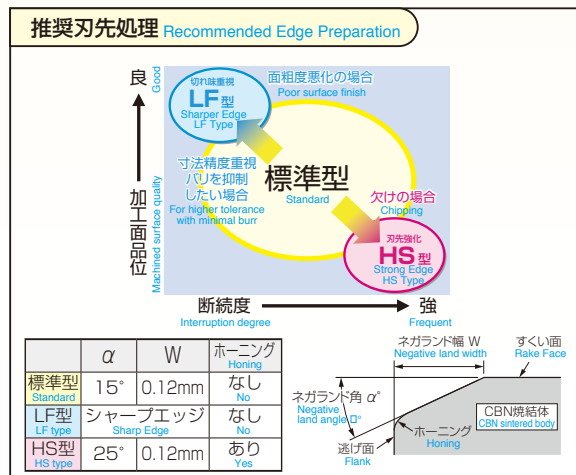 推奨刃先処理 Recommended Edge Preparation
良
Good
加工面品位
Machined surface quality
切れ味重視
LF型
Sharper Edge
LF Type
面粗度悪化の場合
Poor surface finish
寸法精度重視
バリを抑制
したい場合
For higher tolerance
with minimal burr
標準型
Standard
欠けの場合
Chipping
刃先強化
HS型
Strong Edge
HS Type
断続度
Interruption degree
強
Frequent
α W ホーニング
Honing
標準型 15° 0.12mm なし
Standard No
LF型 シャープエッジ なし
LF type Sharp Edge No
HS型 25° 0.12mm あり
HS type Yes
ネガランド幅 W
Negative land width
すくい面
Rake Face
ネガランド角 α°
Negative
land angle □°
CBN焼結体
CBN sintered body
ホーニング
Honing
逃げ面
Flank